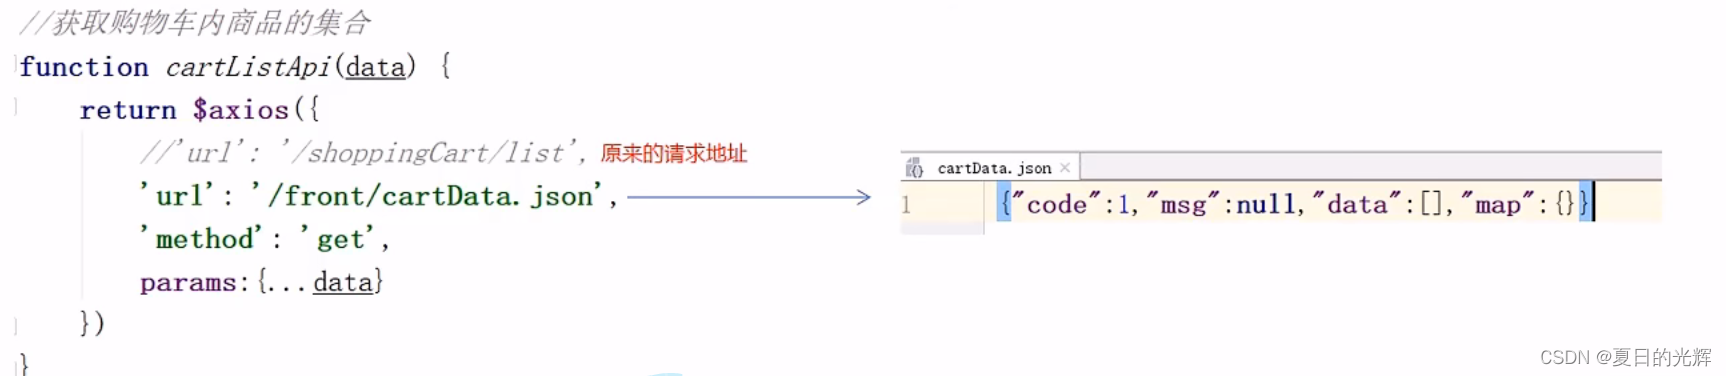 //获取购物车内商品的集合
function cartListApi(data) {
return $axios({
//'url': '/shoppingCart/list', 原来的请求地址
'url': '/front/cartData.json',
'method': 'get',
params:{...data}
})
}
cartData.json
1 {"code":1,"msg":null,"data":[],"map":{}}
CSDN @夏日的光辉